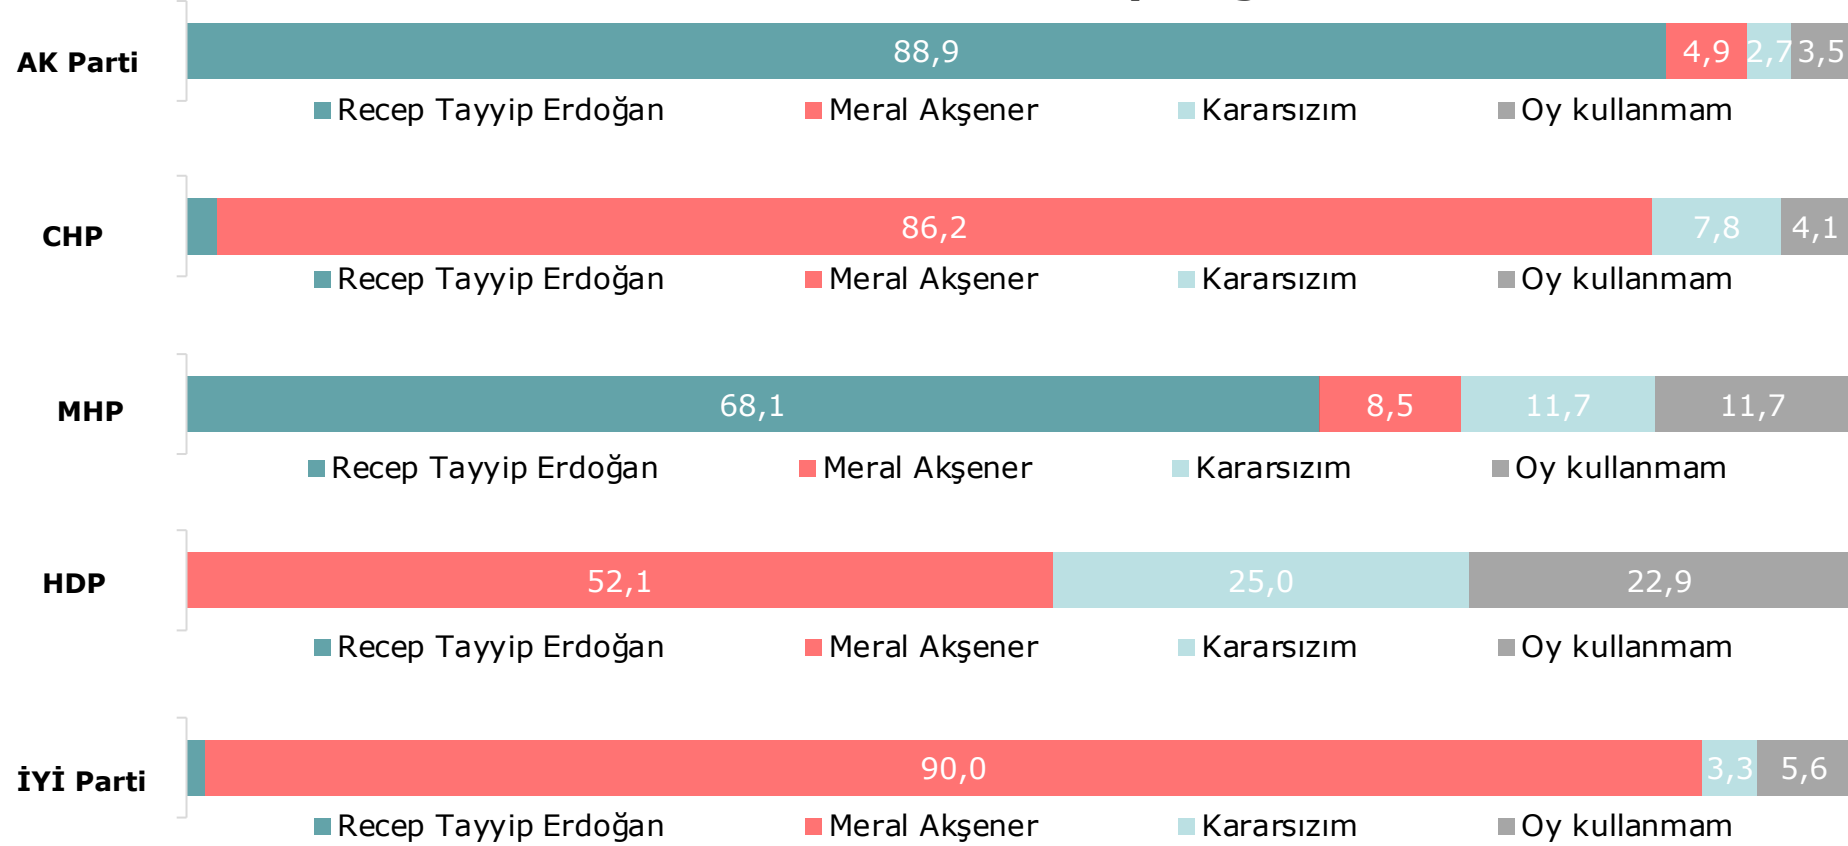 AK Parti
88,9 4,9 2,7 3,5
Recep Tayyip Erdoğan Meral Akşener Kararsızım Oy kullanmam
CHP
86,2 7,8 4,1
Recep Tayyip Erdoğan Meral Akşener Kararsızım Oy kullanmam
MHP
68,1 8,5 11,7 11,7
Recep Tayyip Erdoğan Meral Akşener Kararsızım Oy kullanmam
HDP
52,1 25,0 22,9
Recep Tayyip Erdoğan Meral Akşener Kararsızım Oy kullanmam
İYİ Parti
90,0 3,3 5,6
Recep Tayyip Erdoğan Meral Akşener Kararsızım Oy kullanmam